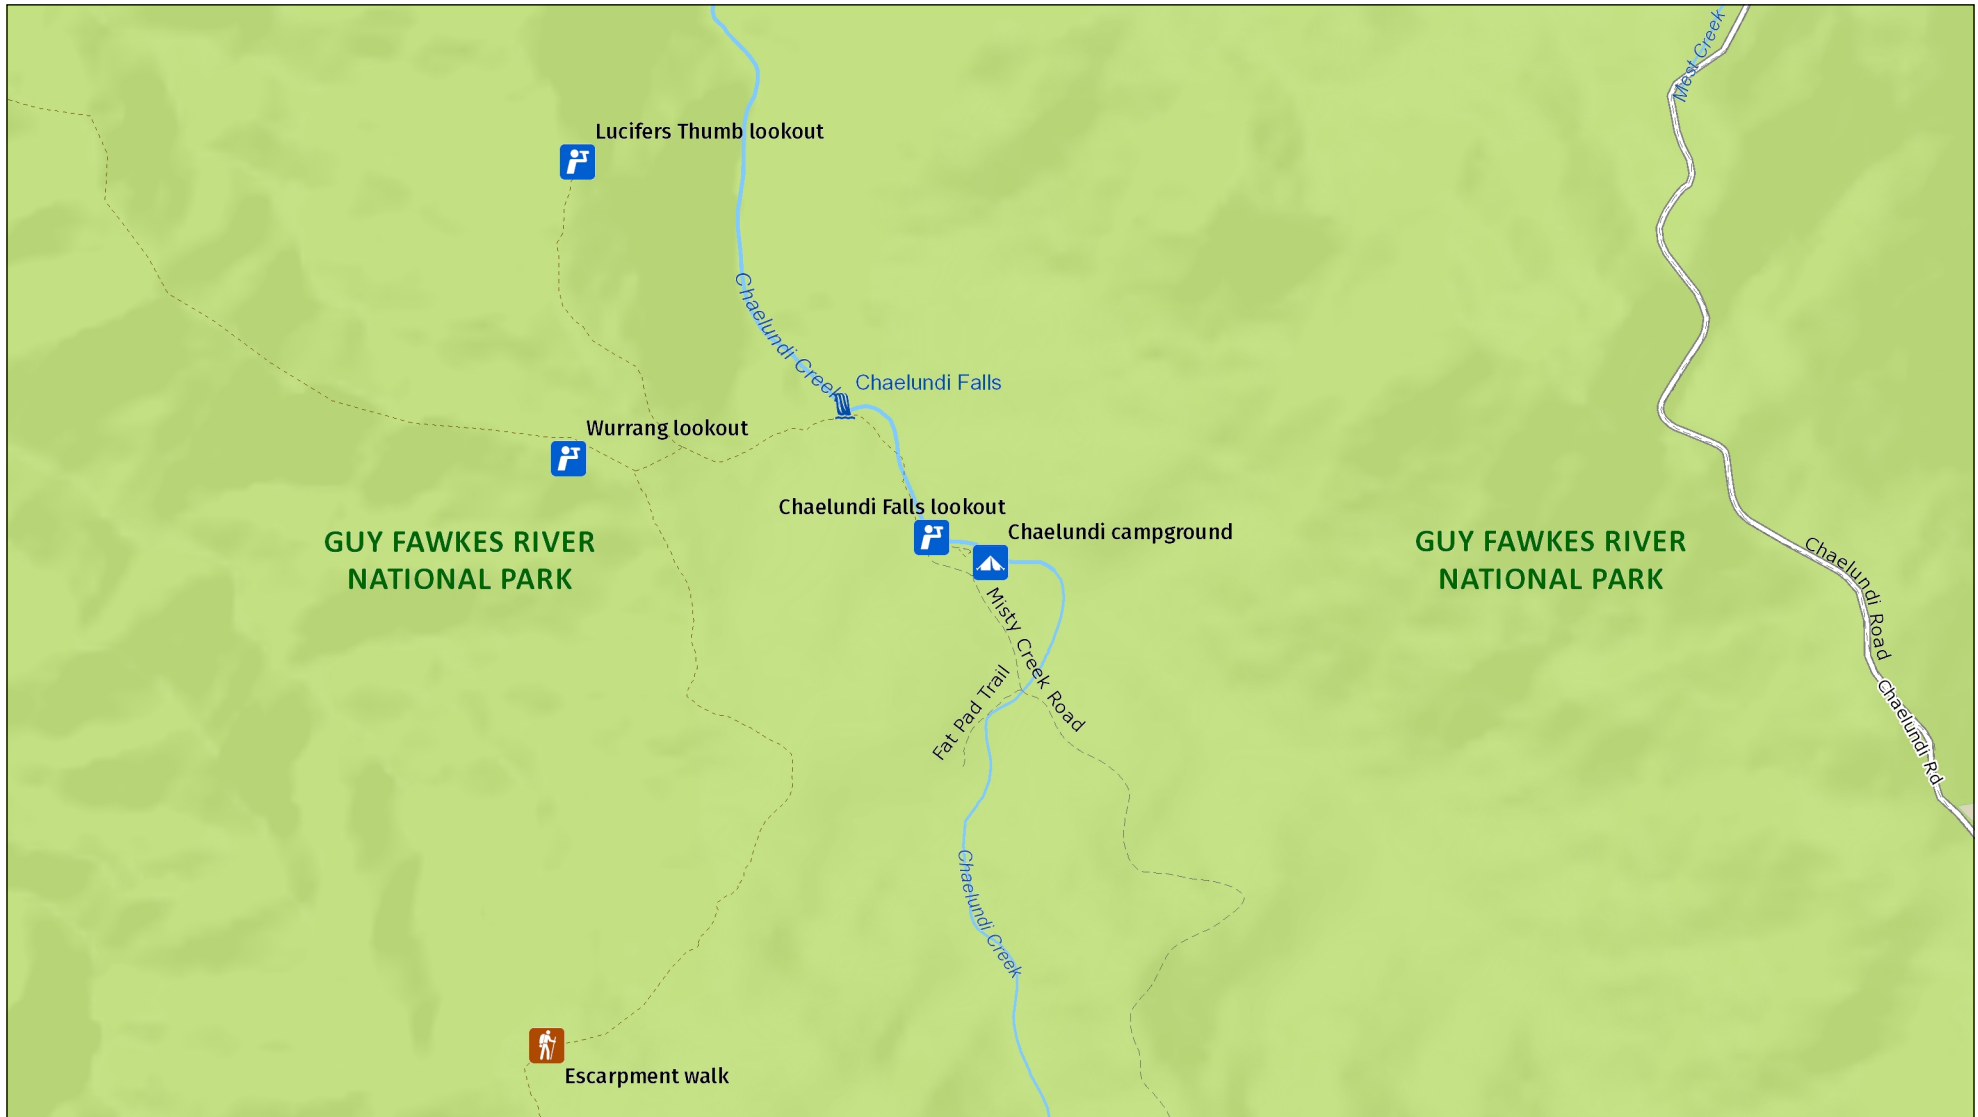 Mest Creek
Lucifers Thumb lookout
Chaelundi Creek
Chaelundi Falls
Wurrang lookout
Chaelundi Falls lookout
Chaelundi campground
GUY FAWKES RIVER
NATIONAL PARK
GUY FAWKES RIVER
NATIONAL PARK
Chaelundi Road
Misty Creek Road
Fat Pad Trail
Chaelundi Rd
Chaelundi Creek
Escarpment walk